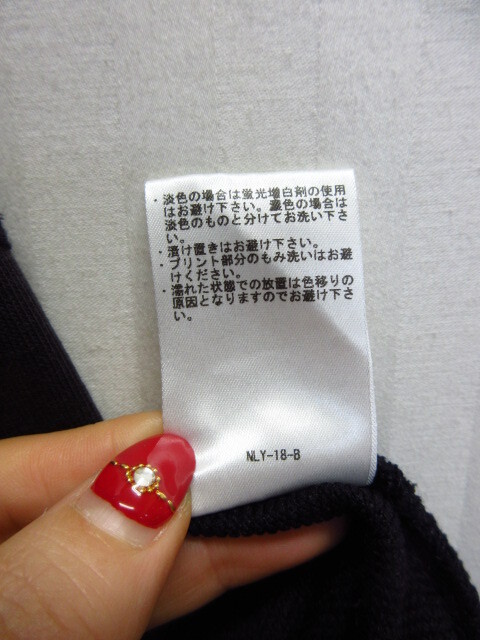 ・淡色の場合は蛍光増白剤の使用
はお避け下さい。濃色の場合は
淡色のものと分けてお洗い下さ
い。
・漬け置きはお避け下さい。
・プリント部分のもみ洗いはお避
けください。
・濡れた状態での放置は色移りの
原因となりますのでお避け下さ
い。
NLY-18-B